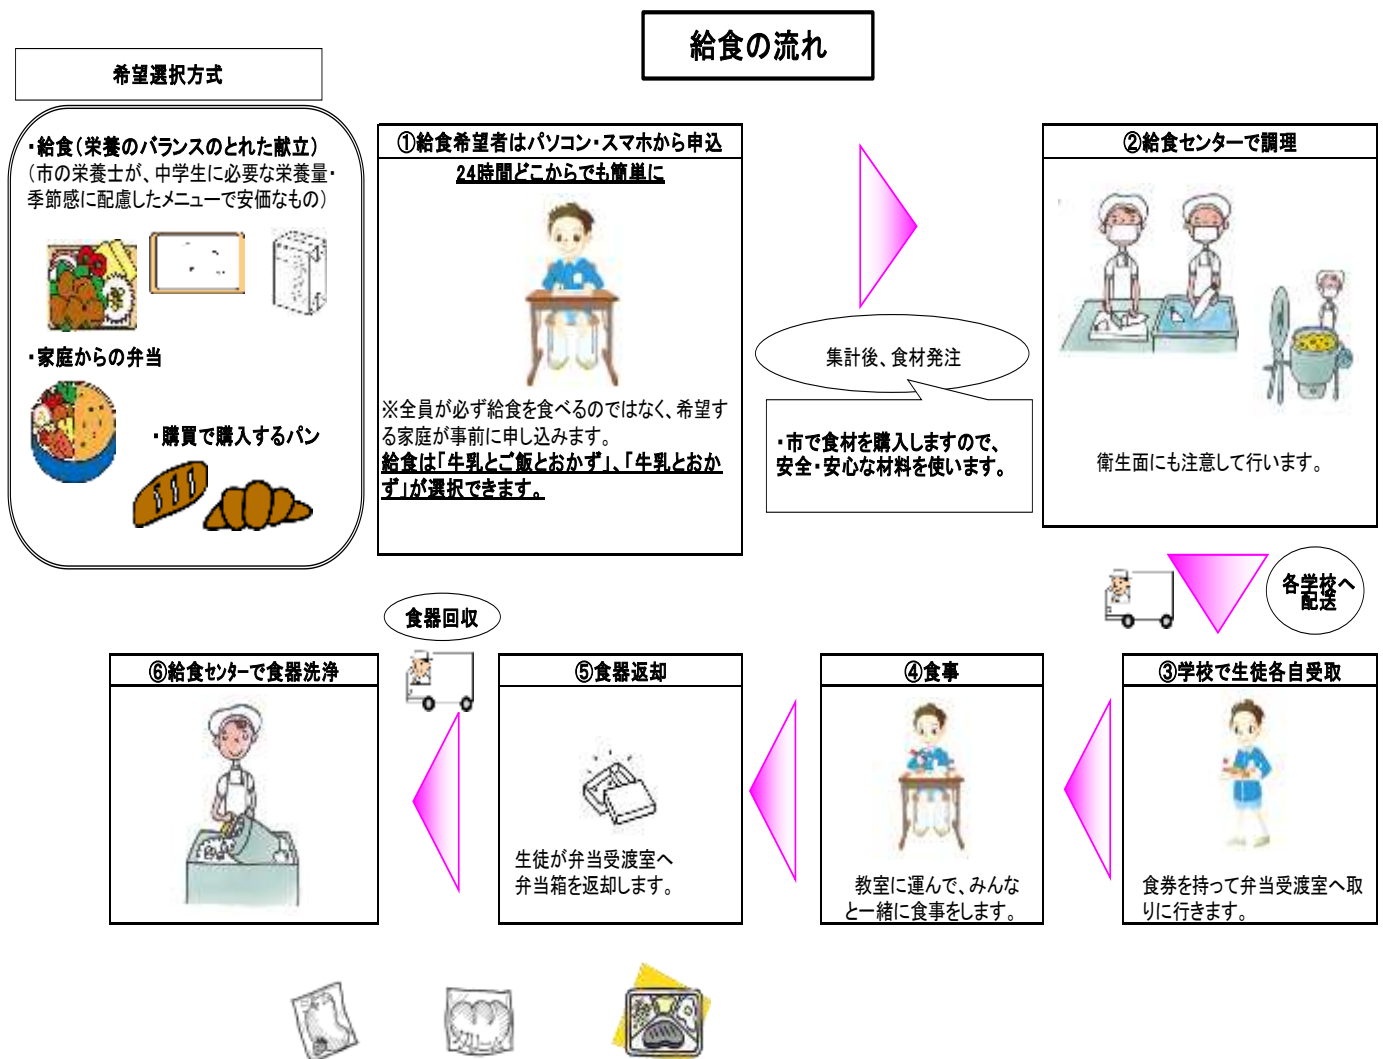 給食の流れ
希望選択方式
・給食（栄養のバランスのとれた献立）
（市の栄養士が、中学生に必要な栄養量・
季節感に配慮したメニューで安価なもの）
・家庭からの弁当
・購買で購入するパン
①給食希望者はパソコン・スマホから申込
24時間どこからでも簡単に
※全員が必ず給食を食べるのではなく、希望す
る家庭が事前に申し込みます。
給食は「牛乳とご飯とおかず」、「牛乳とおか
ず」が選択できます。
集計後、食材発注
・市で食材を購入しますので、
安全・安心な材料を使います。
②給食センターで調理
衛生面にも注意して行います。
各学校へ
配送
③学校で生徒各自受取
食券を持って弁当受渡室へ取
りに行きます。
④食事
教室に運んで、みんな
と一緒に食事をします。
⑤食器返却
生徒が弁当受渡室へ
弁当箱を返却します。
食器回収
⑥給食センターで食器洗浄